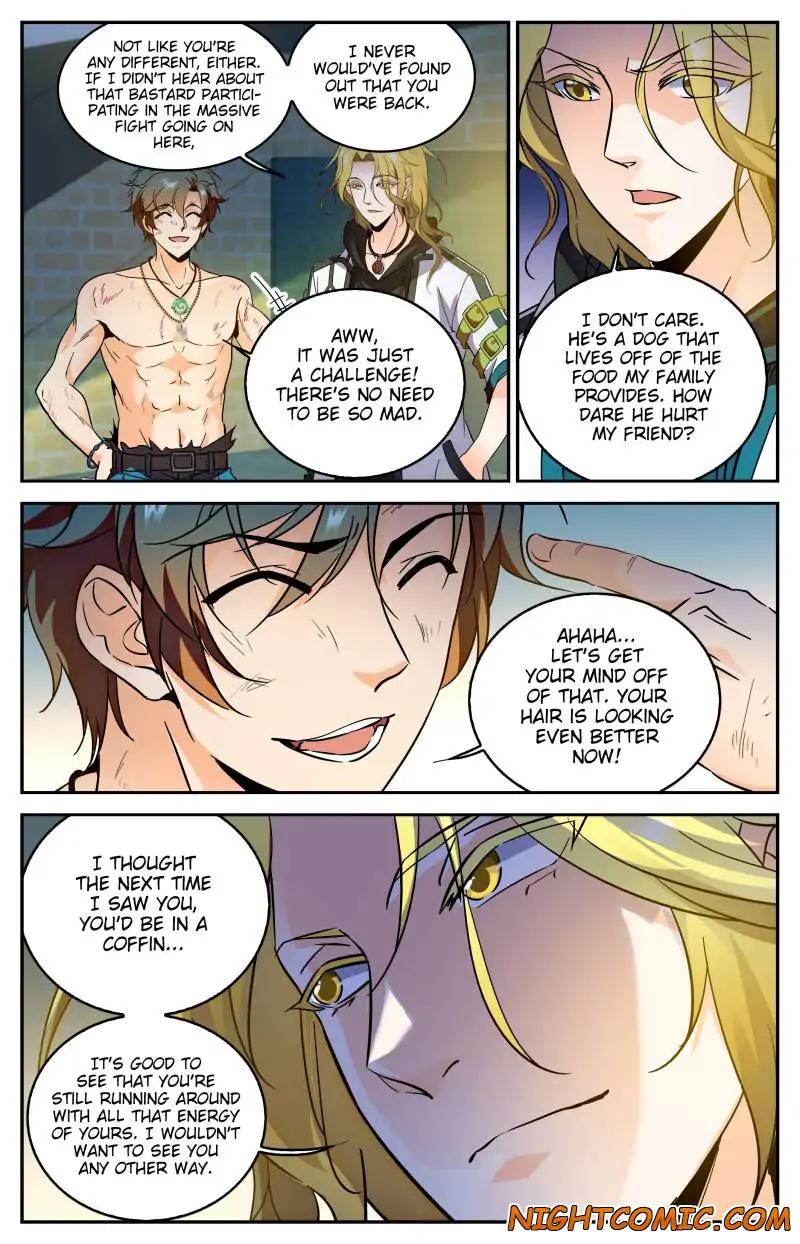 NOT LIKE YOU'RE
ANY DIFFERENT, EITHER.
IF I DIDN'T HEAR ABOUT
THAT BASTARD PARTICI-
PATING IN THE MASSIVE
FIGHT GOING ON
HERE,
I NEVER
WOULD'VE FOUND
OUT THAT YOU
WERE BACK.
AWW,
IT WAS JUST
A CHALLENGE!
THERE'S NO NEED
TO BE SO MAD.
I DON'T CARE.
HE'S A DOG THAT
LIVES OFF OF THE
FOOD MY FAMILY
PROVIDES. HOW
DARE HE HURT
MY FRIEND?
AHAHA...
LET'S GET
YOUR MIND OFF
OF THAT. YOUR
HAIR IS LOOKING
EVEN BETTER
NOW!
I THOUGHT
THE NEXT TIME
I SAW YOU,
YOU'D BE IN A
COFFIN...
IT'S GOOD TO
SEE THAT YOU'RE
STILL RUNNING AROUND
WITH ALL THAT ENERGY
OF YOURS. I WOULDN'T
WANT TO SEE YOU
ANY OTHER WAY.
NIGHTCOMIC.COM